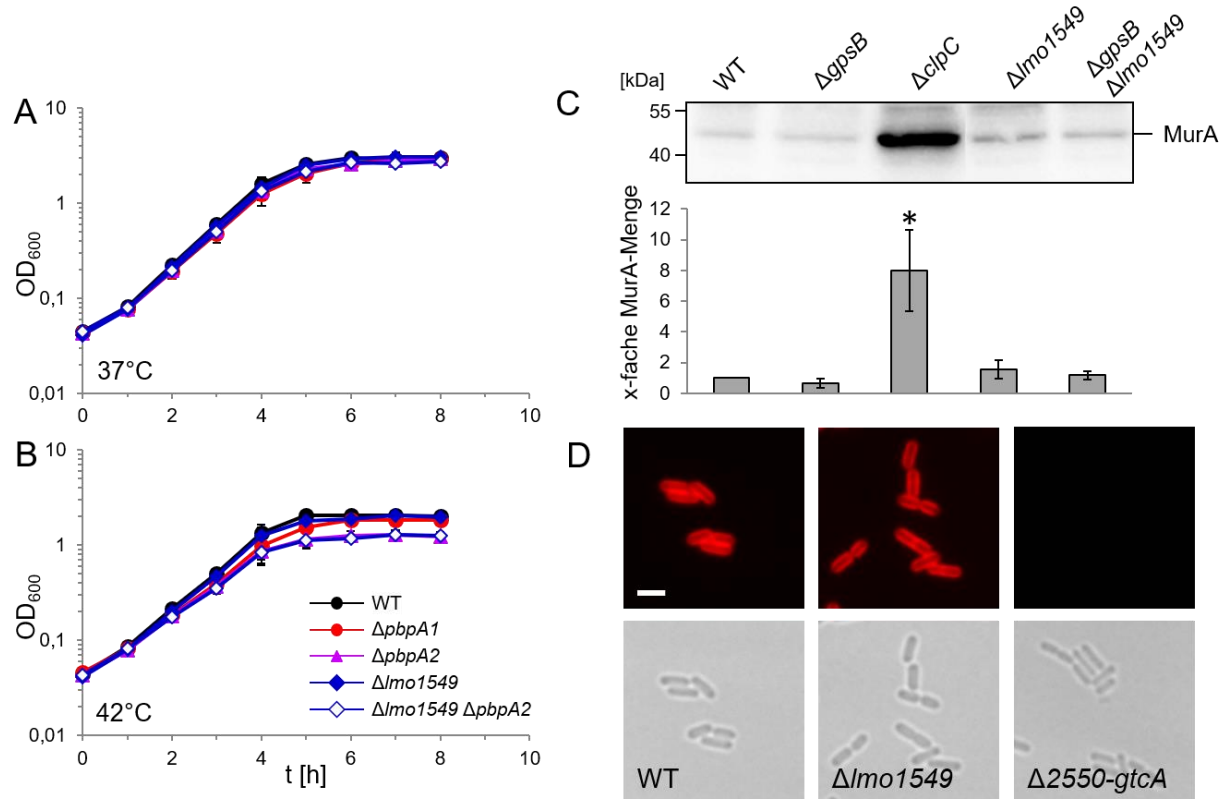 A
10
1
0,1
0,01
OD600
37°C
0 2 4 6 8 10
B
10
1
0,1
0,01
OD600
42°C
WT
ΔpbpA1
ΔpbpA2
Δlmo1549
Δlmo1549 ΔpbpA2
0 2 4 6 8 10
t [h]
C
[kDa]
WT
ΔgpsB
ΔclpC
Δlmo1549
ΔgpsB
Δlmo1549
55
40
MurA
x-fache MurA-Menge
12
10
8
6
4
2
0
*
D
WT
Δlmo1549
Δ2550-gtcA